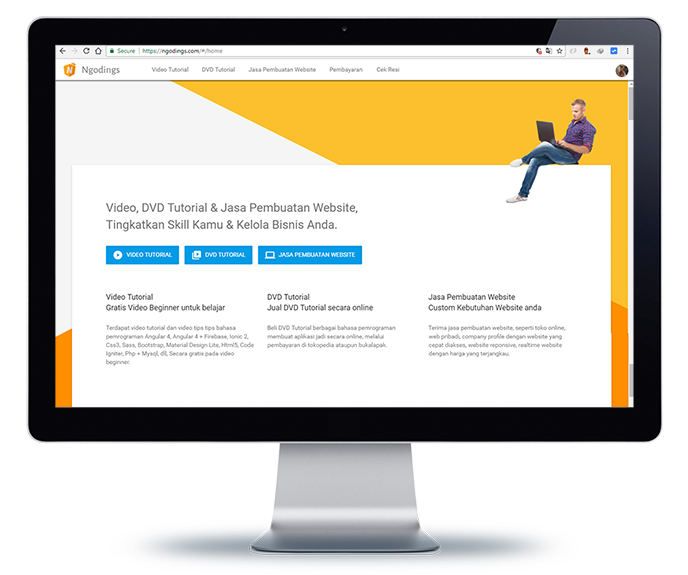 Secure https://ngodings.com/#/home
Ngodings Video Tutorial DVD Tutorial Jasa Pembuatan Website Pembayaran Cek Resi
Video, DVD Tutorial & Jasa Pembuatan Website,
Tingkatkan Skill Kamu & Kelola Bisnis Anda.
VIDEO TUTORIAL DVD TUTORIAL JASA PEMBUATAN WEBSITE
Video Tutorial
Gratis Video Beginner untuk belajar
Terdapat video tutorial dan video tips tips bahasa
pemrograman Angular 4, Angular 4 + Firebase, Ionic 2,
Css3, Sass, Bootstrap, Material Design Lite, Html5, Code
Igniter, Php + Mysql, dll, Secara gratis pada video
beginner.
DVD Tutorial
Jual DVD Tutorial secara online
Beli DVD Tutorial berbagai bahasa pemrograman
membuat aplikasi jadi secara online, melalui
pembayaran di tokopedia ataupun bukalapak.
Jasa Pembuatan Website
Custom Kebutuhan Website anda
Terima jasa pembuatan website, seperti toko online,
web pribadi, company profile dengan website yang
cepat diakses, website reponsive, realtime website
dengan harga yang terjangkau.